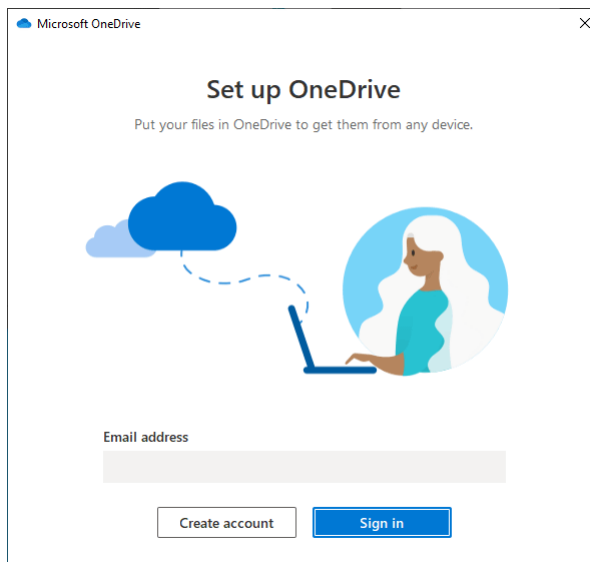 Microsoft OneDrive
Set up OneDrive
Put your files in OneDrive to get them from any device.
Email address
Create account
Sign in